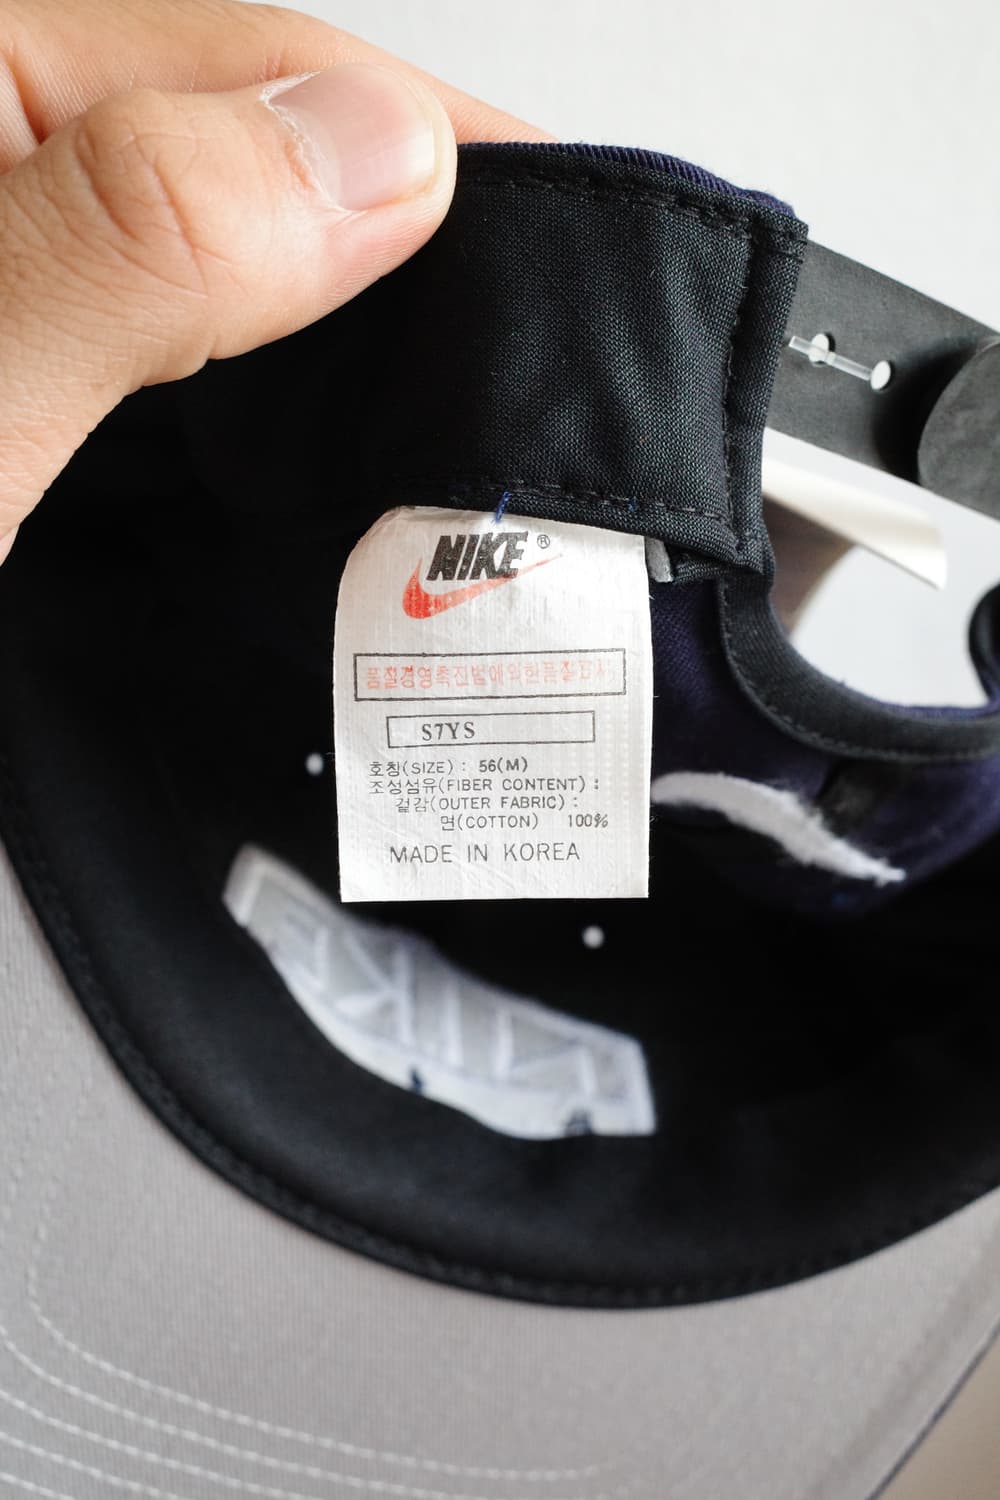 NIKE®
품질경영촉진법에의한품질표시
S7YS
호칭(SIZE) : 56(M)
조성섬유(FIBER CONTENT) :
겉감(OUTER FABRIC) :
면(COTTON) 100%
MADE IN KOREA